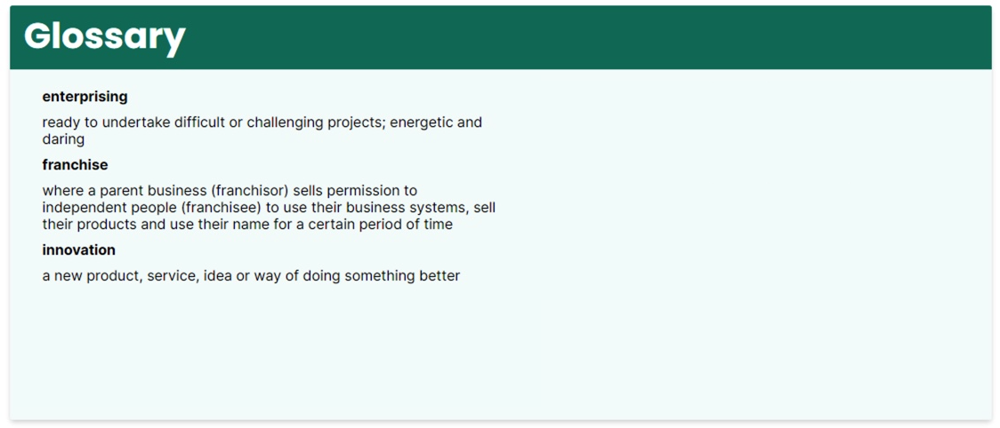 Glossary
enterprising
ready to undertake difficult or challenging projects; energetic and
daring
franchise
where a parent business (franchisor) sells permission to
independent people (franchisee) to use their business systems, sell
their products and use their name for a certain period of time
innovation
a new product, service, idea or way of doing something better